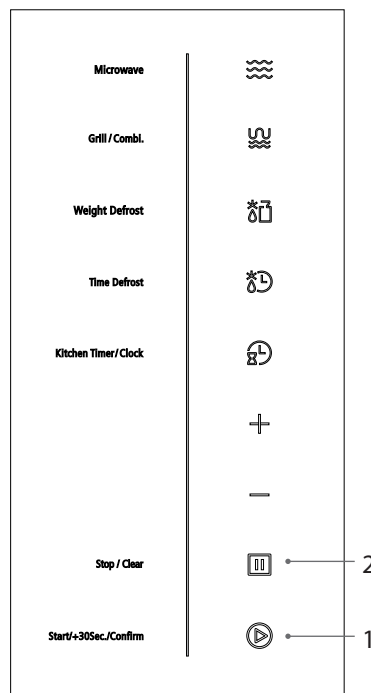 Microwave
Grill / Combi.
Weight Defrost
Time Defrost
Kitchen Timer/ Clock
Stop / Clear
2
Start/+30Sec./Confirm
1